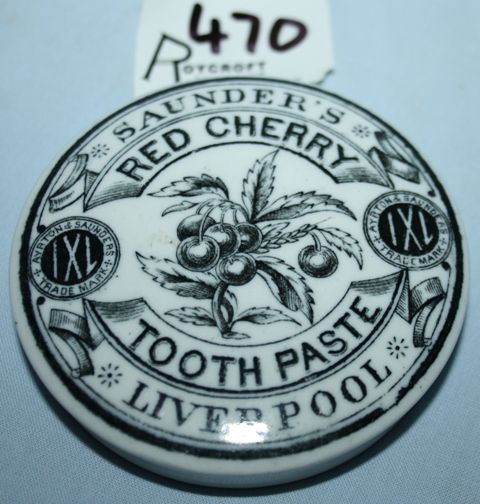 470
ROYCROFT
SAUNDER'S
RED CHERRY
AYRTON & SAUNDERS
IXL
TRADE MARK
AYRTON & SAUNDERS
IXL
TRADE MARK
TOOTH PASTE
LIVERPOOL